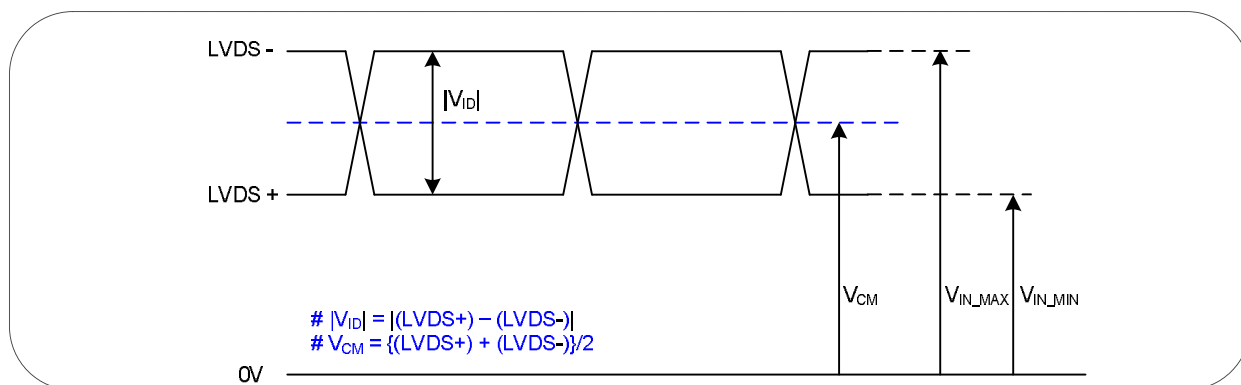 LVDS -
|VID|
LVDS +
VCM
VIN_MAX
VIN_MIN
# |VID| = |(LVDS+) – (LVDS-)|
# VCM = {(LVDS+) + (LVDS-)}/2
0V